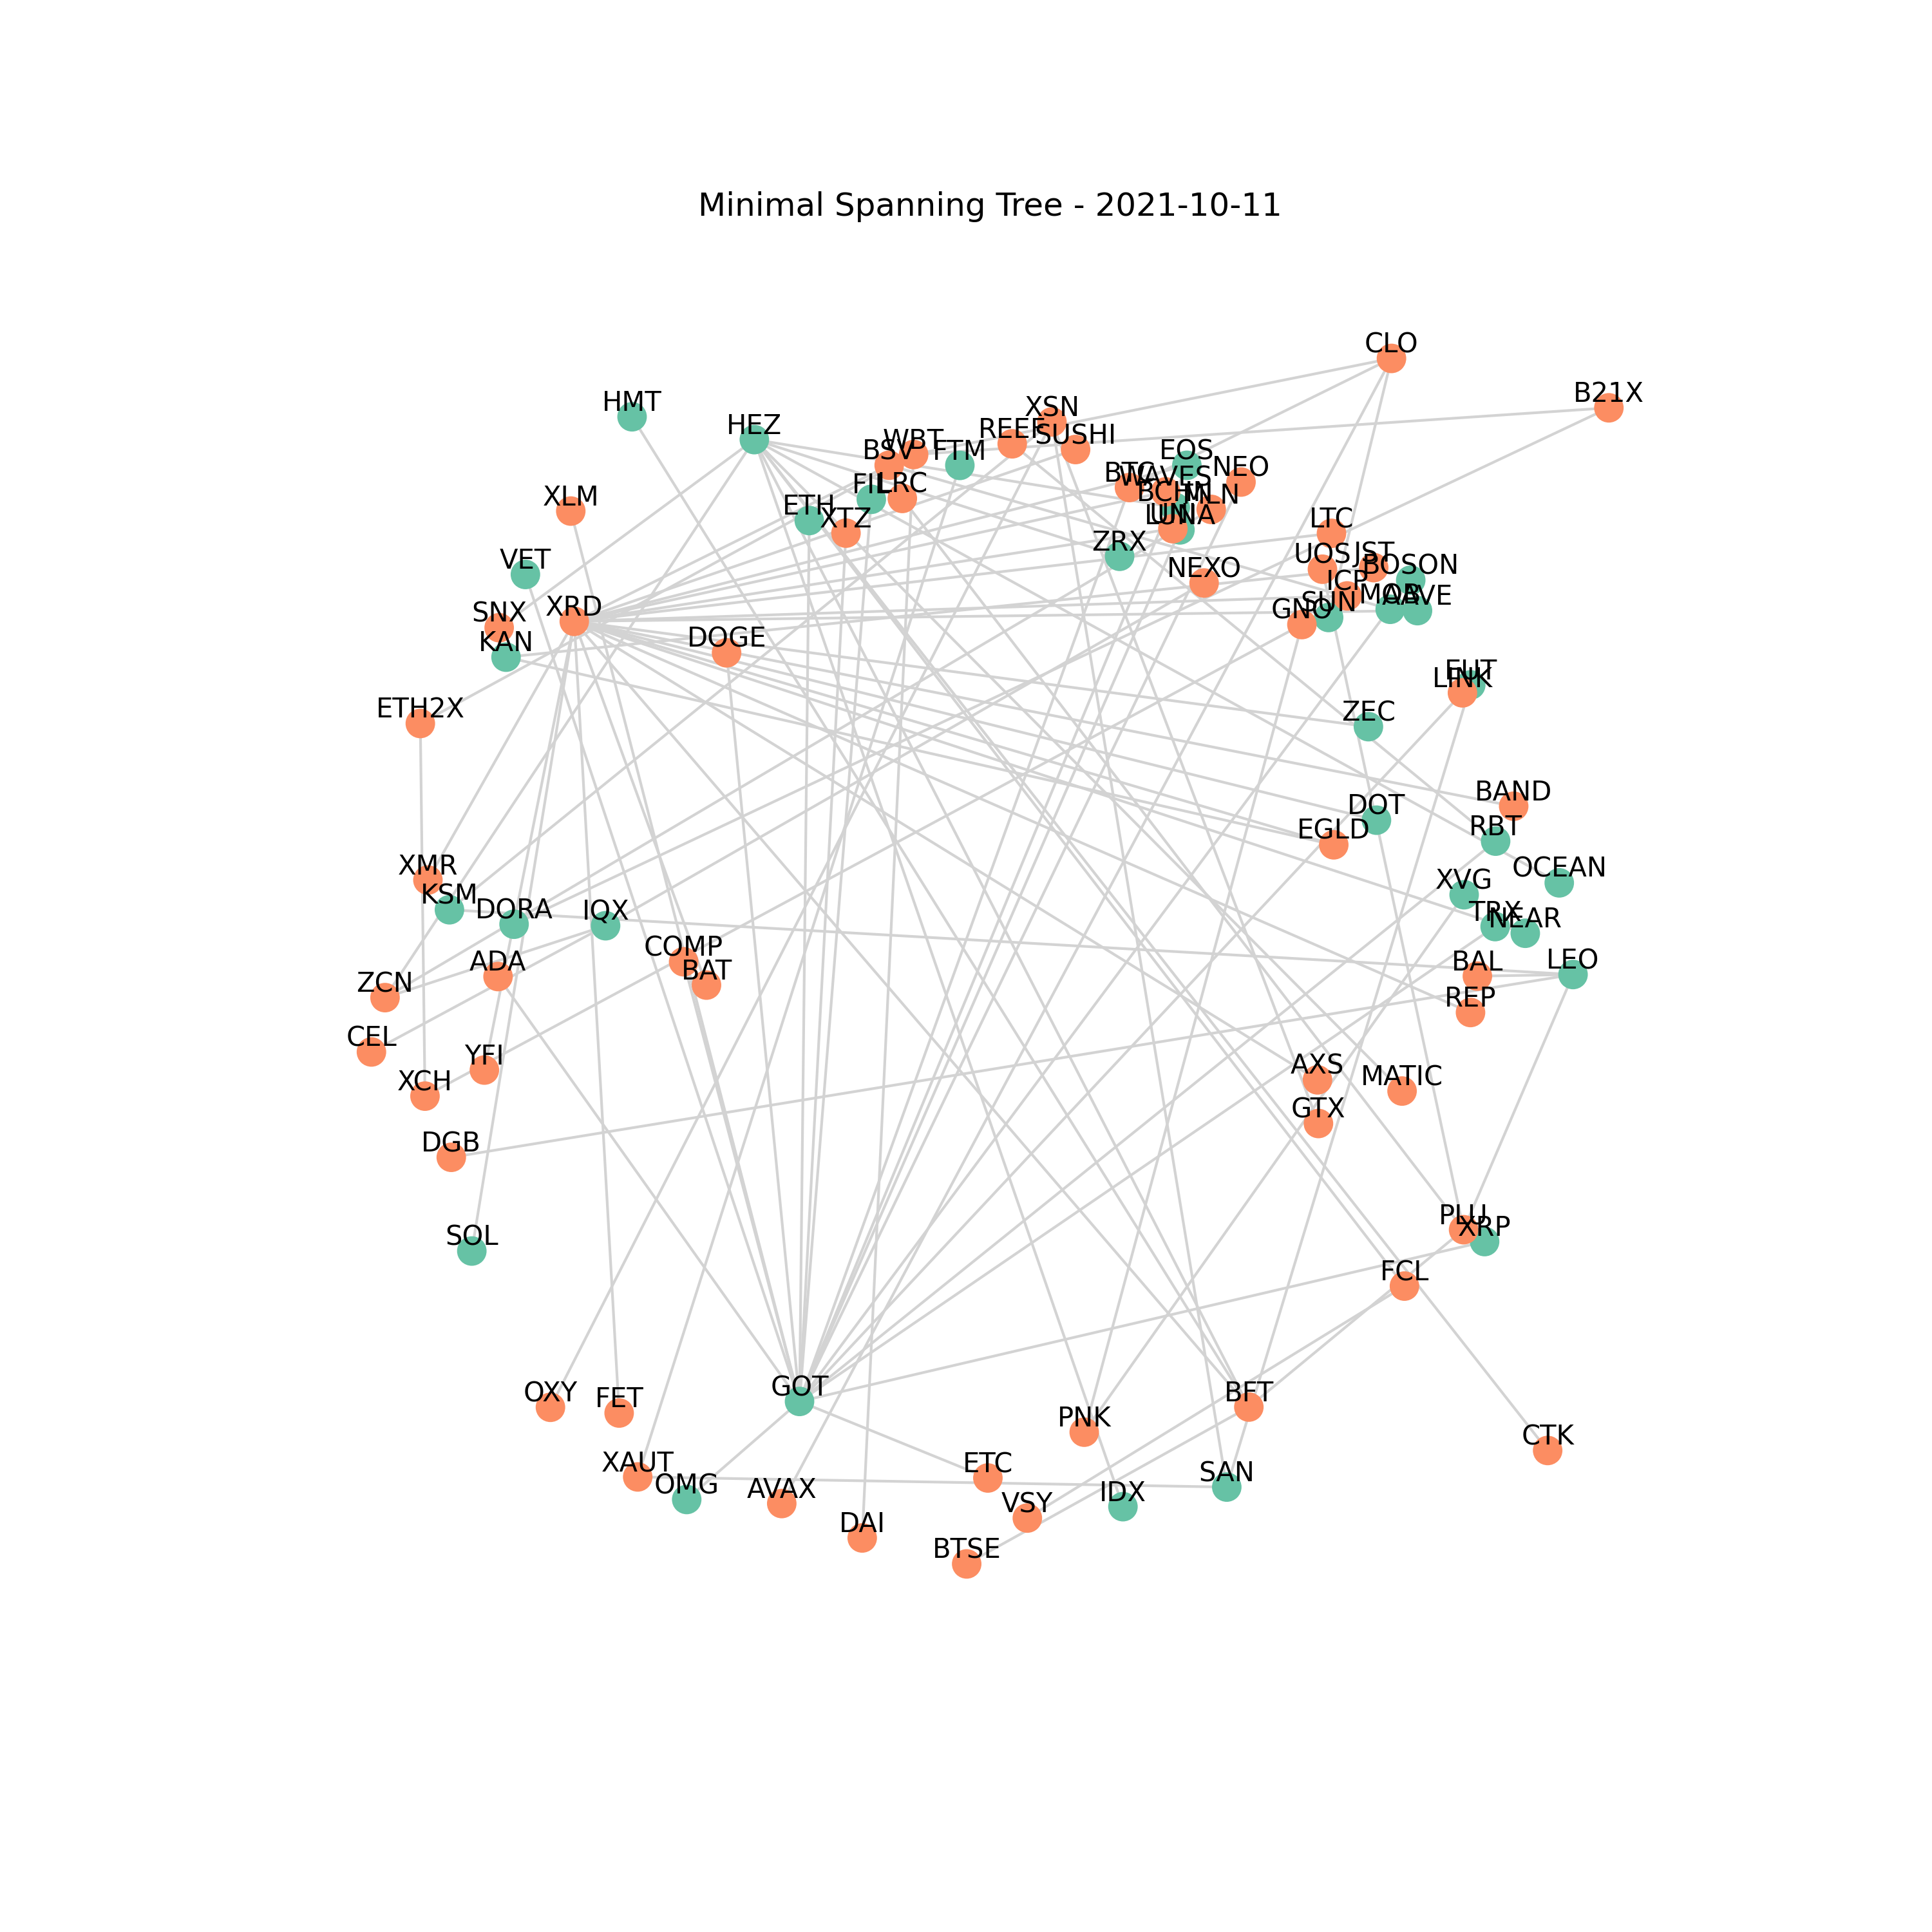 Minimal Spanning Tree - 2021-10-11
CLO
B21X
HMT
HEZ
XSN
REEF
SUSHI
WBT
BSV
FTM
EOS
NEO
BTC
WAVES
XLM
FIL
LRC
BCHN
MLN
ETH
XTZ
UNI
LUNA
LTC
ZRX
VET
NEXO
UOS
JST
BOSON
ICP
MOB
AAVE
SNX
XRD
GNO
SUN
KAN
DOGE
EUT
LINK
ETH2X
ZEC
BAND
DOT
EGLD
RBT
XMR
OCEAN
XVG
KSM
DORA
IQX
TRX
NEAR
COMP
ADA
BAT
BAL
LEO
ZCN
REP
CEL
YFI
AXS
MATIC
XCH
GTX
DGB
PLU
XRP
SOL
FCL
GOT
OXY
FET
BFT
PNK
CTK
XAUT
OMG
AVAX
ETC
SAN
VSY
IDX
DAI
BTSE